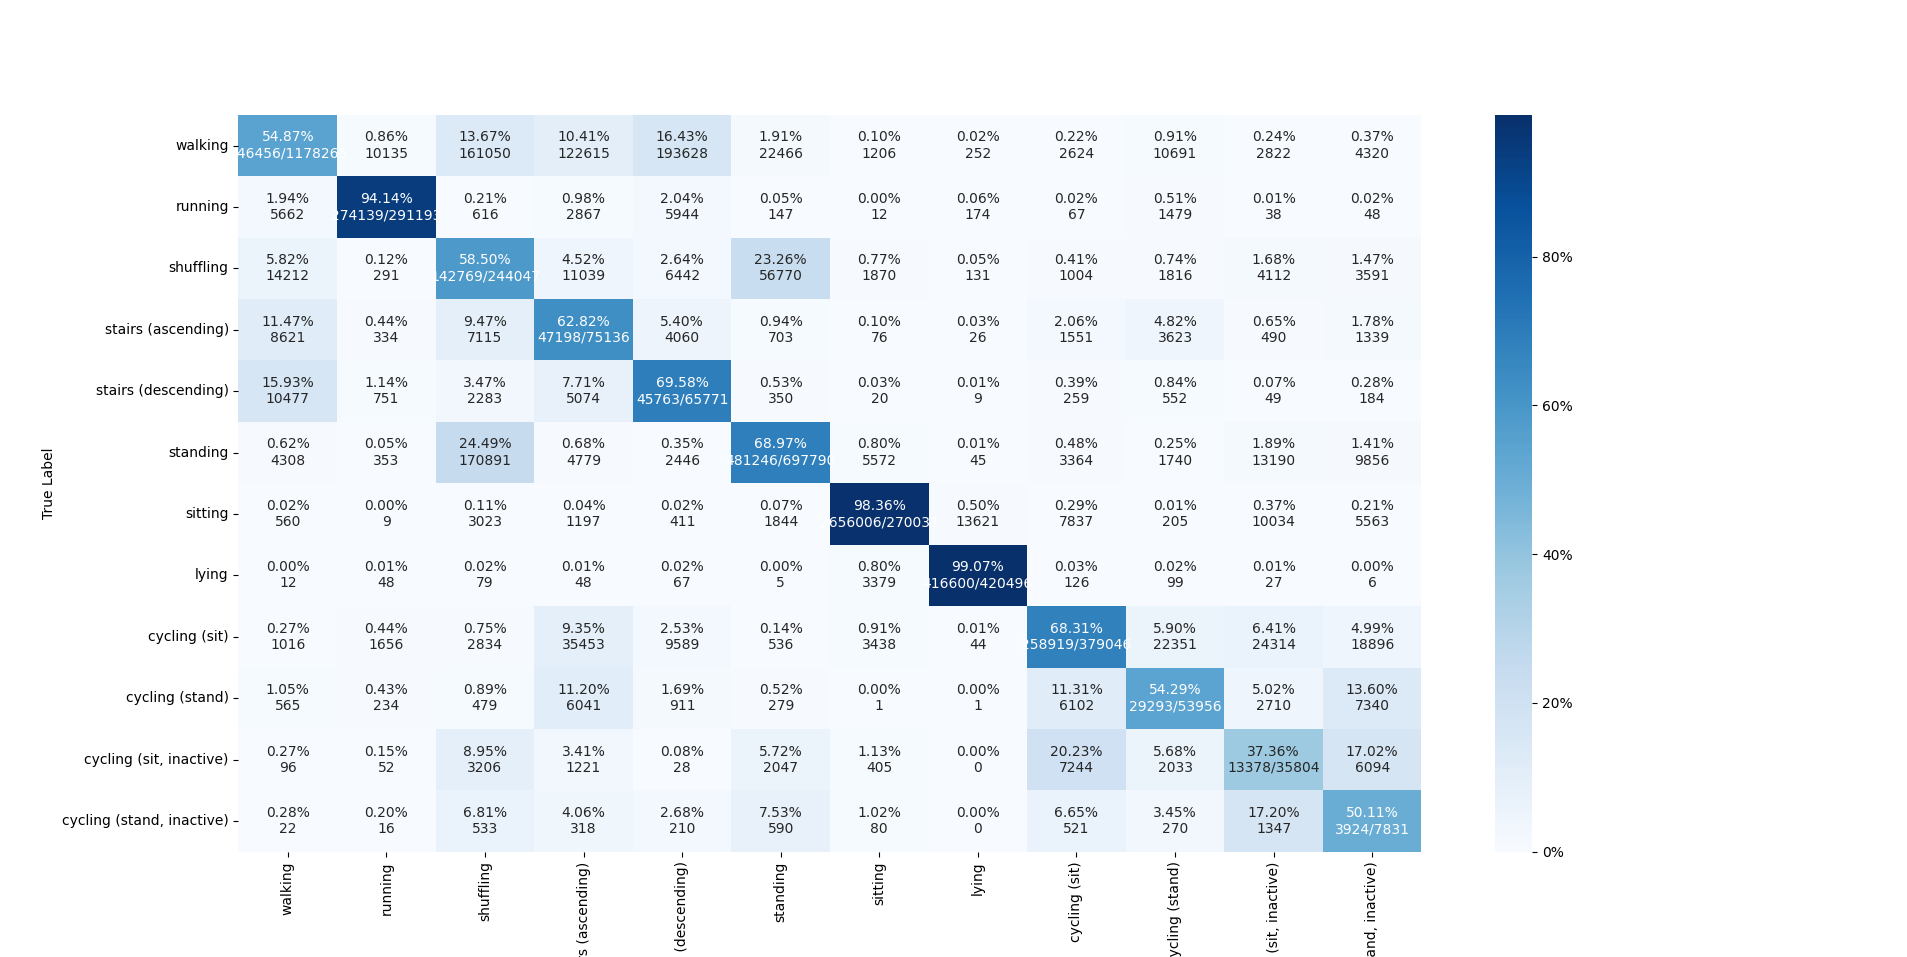 walking
54.87% 0.86% 13.67% 10.41% 16.43% 1.91% 0.10% 0.02% 0.22% 0.91% 0.24% 0.37%
46456/117826 10135 161050 122615 193628 22466 1206 252 2624 10691 2822 4320
running
1.94% 94.14% 0.21% 0.98% 2.04% 0.05% 0.00% 0.06% 0.02% 0.51% 0.01% 0.02%
5662 274139/291193 616 2867 5944 147 12 174 67 1479 38 48
shuffling
5.82% 0.12% 58.50% 4.52% 2.64% 23.26% 0.77% 0.05% 0.41% 0.74% 1.68% 1.47%
14212 291 142769/244047 11039 6442 56770 1870 131 1004 1816 4112 3591
stairs (ascending)
11.47% 0.44% 9.47% 62.82% 5.40% 0.94% 0.10% 0.03% 2.06% 4.82% 0.65% 1.78%
8621 334 7115 47198/75136 4060 703 76 26 1551 3623 490 1339
stairs (descending)
15.93% 1.14% 3.47% 7.71% 69.58% 0.53% 0.03% 0.01% 0.39% 0.84% 0.07% 0.28%
10477 751 2283 5074 45763/65771 350 20 9 259 552 49 184
standing
0.62% 0.05% 24.49% 0.68% 0.35% 68.97% 0.80% 0.01% 0.48% 0.25% 1.89% 1.41%
4308 353 170891 4779 2446 481246/697790 5572 45 3364 1740 13190 9856
sitting
0.02% 0.00% 0.11% 0.04% 0.02% 0.07% 98.36% 0.50% 0.29% 0.01% 0.37% 0.21%
560 9 3023 1197 411 1844 656006/27003 13621 7837 205 10034 5563
lying
0.00% 0.01% 0.02% 0.01% 0.02% 0.00% 0.80% 99.07% 0.03% 0.02% 0.01% 0.00%
12 48 79 48 67 5 3379 416600/420496 126 99 27 6
cycling (sit)
0.27% 0.44% 0.75% 9.35% 2.53% 0.14% 0.91% 0.01% 68.31% 5.90% 6.41% 4.99%
1016 1656 2834 35453 9589 536 3438 44 258919/379046 22351 24314 18896
cycling (stand)
1.05% 0.43% 0.89% 11.20% 1.69% 0.52% 0.00% 0.00% 11.31% 54.29% 5.02% 13.60%
565 234 479 6041 911 279 1 1 6102 29293/53956 2710 7340
cycling (sit, inactive)
0.27% 0.15% 8.95% 3.41% 0.08% 5.72% 1.13% 0.00% 20.23% 5.68% 37.36% 17.02%
96 52 3206 1221 28 2047 405 0 7244 2033 13378/35804 6094
cycling (stand, inactive)
0.28% 0.20% 6.81% 4.06% 2.68% 7.53% 1.02% 0.00% 6.65% 3.45% 17.20% 50.11%
22 16 533 318 210 590 80 0 521 270 1347 3924/7831
True Label
walking
running
shuffling
s (ascending)
(descending)
standing
sitting
lying
cycling (sit)
ycling (stand)
(sit, inactive)
and, inactive)
80%
60%
40%
20%
0%